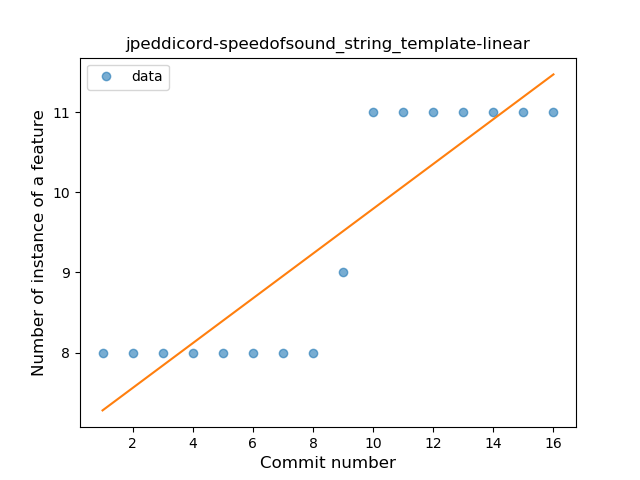 jpeddicord-speedofsound_string_template-linear
data
Number of instance of a feature
11
10
9
8
2 4 6 8 10 12 14 16
Commit number